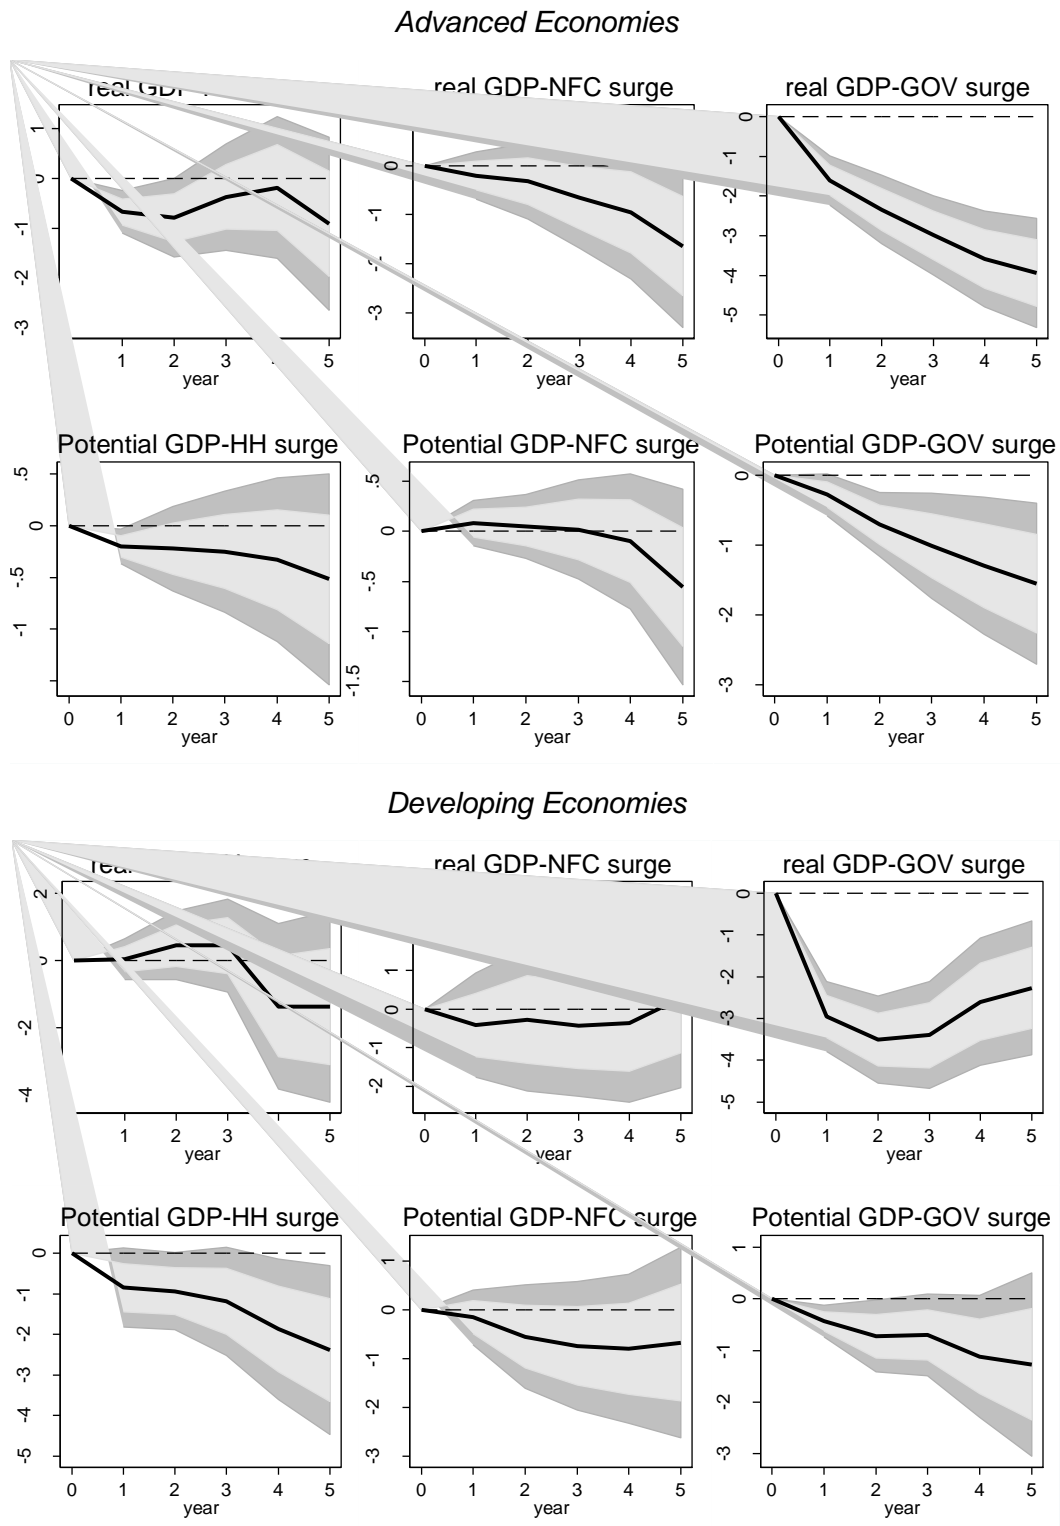 Advanced Economies
real GDP-NFC surge
real GDP-GOV surge
1
0
-1
-2
-3
1 2 3 5
year
0
-1
-3
0 1 2 3 4 5
year
0
-1
-2
-3
-4
-5
0 1 2 3 4 5
year
Potential GDP-HH surge
Potential GDP-NFC surge
Potential GDP-GOV surge
.5
0
-.5
-1
0 1 2 3 4 5
year
.5
0
-.5
-1
-1.5
0 1 2 3 4 5
year
0
-1
-2
-3
0 1 2 3 4 5
year
Developing Economies
real GDP-NFC surge
real GDP-GOV surge
2
0
-2
-4
1 2 3 4 5
year
1
0
-1
-2
0 1 2 3 4 5
year
0
-1
-2
-3
-4
-5
0 1 2 3 4 5
year
Potential GDP-HH surge
Potential GDP-NFC surge
Potential GDP-GOV surge
0
-1
-2
-3
-4
-5
0 1 2 3 4 5
year
1
0
-1
-2
-3
0 1 2 3 4 5
year
1
0
-1
-2
-3
0 1 2 3 4 5
year